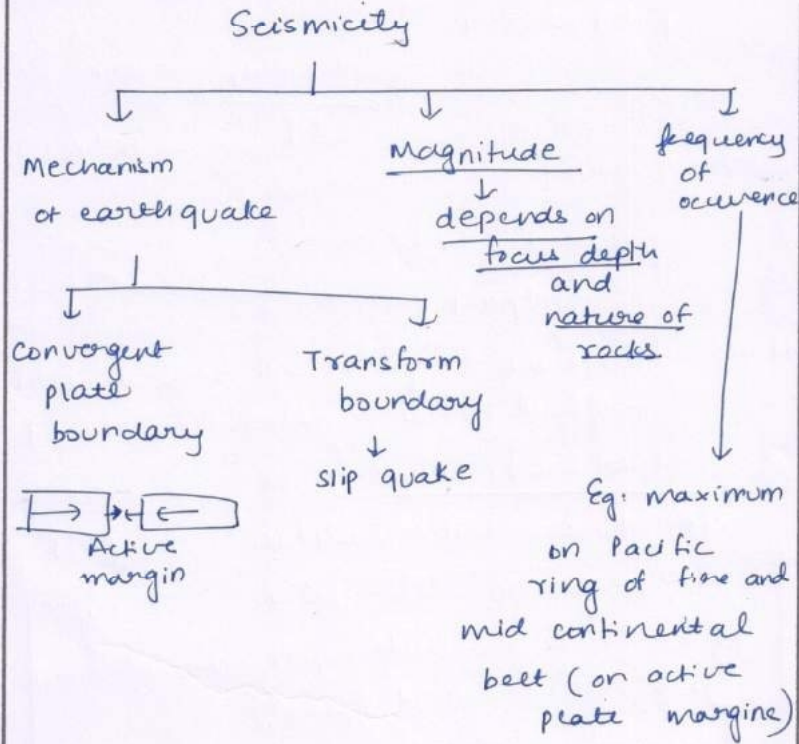 Seismicity
Mechanism
of earthquake
Magnitude
depends on
focus depth
and
nature of
rocks
frequency
of
occurence
Convergent
plate
boundary
Active
margin
Transform
boundary
slip quake
Eg. maximum
on Pacific
ring of fire and
mid continental
belt (on active
plate margins)